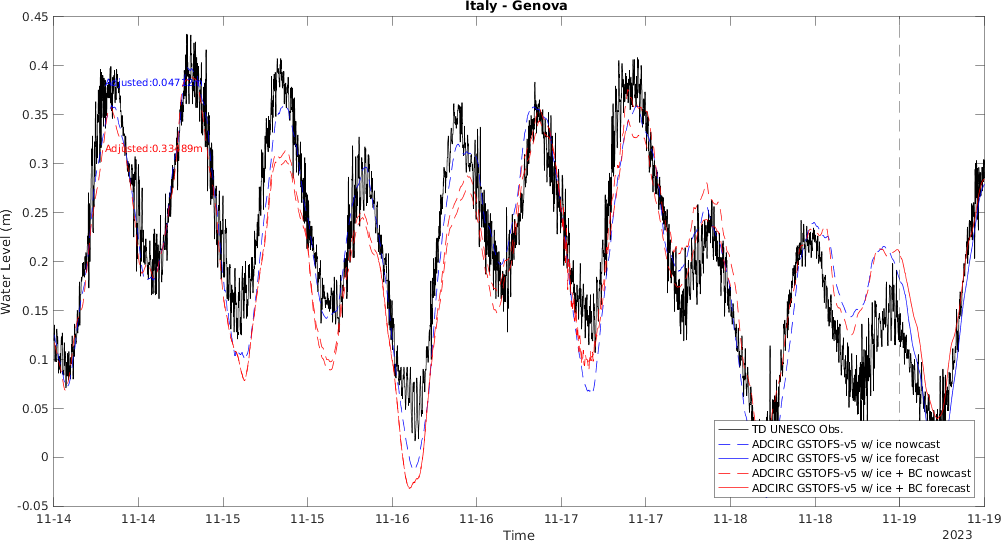 Italy - Genova
0.45
0.4
0.35
0.3
0.25
0.2
0.15
0.1
0.05
0
-0.05
Water Level (m)
Adjusted:0.33489m
TD UNESCO Obs.
ADCIRC GSTOFS-v5 w/ ice nowcast
ADCIRC GSTOFS-v5 w/ ice forecast
ADCIRC GSTOFS-v5 w/ ice + BC nowcast
ADCIRC GSTOFS-v5 w/ ice + BC forecast
11-14 11-14 11-15 11-15 11-16 11-16 11-17 11-17 11-18 11-18 11-19 11-19
Time
2023